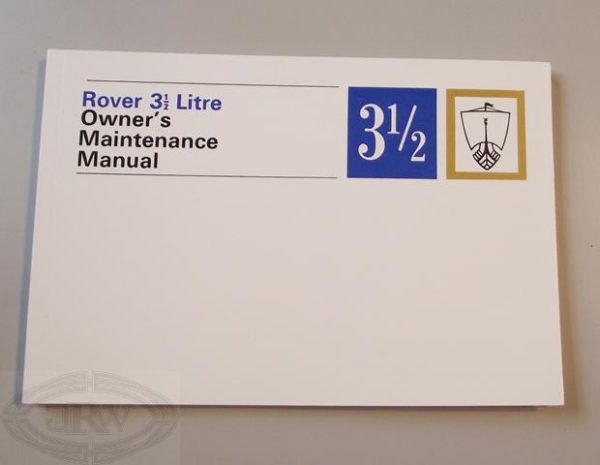 Rover 3½ Litre
Owner's
Maintenance
Manual
3½
JRW